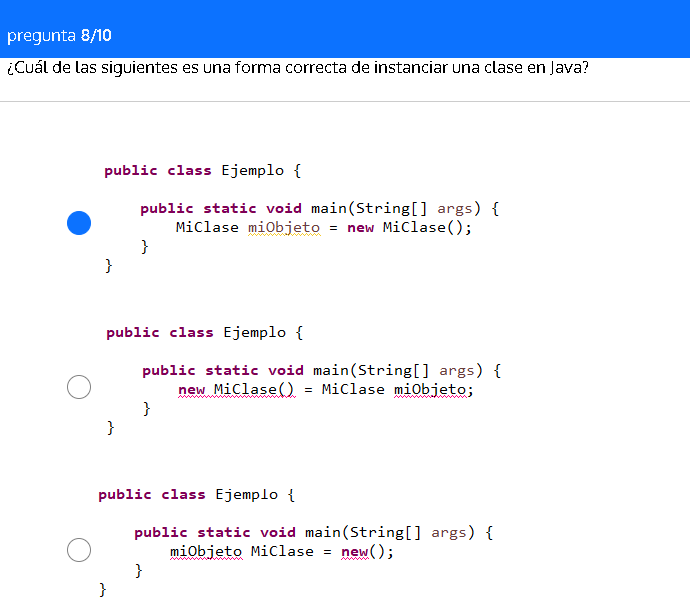 pregunta 8/10
¿Cuál de las siguientes es una forma correcta de instanciar una clase en Java?
public class Ejemplo {
public static void main(String[] args) {
MiClase miObjeto = new MiClase();
}
}
public class Ejemplo {
public static void main(String[] args) {
new MiClase() = MiClase miObjeto;
}
}
public class Ejemplo {
public static void main(String[] args) {
miObjeto MiClase = new();
}
}